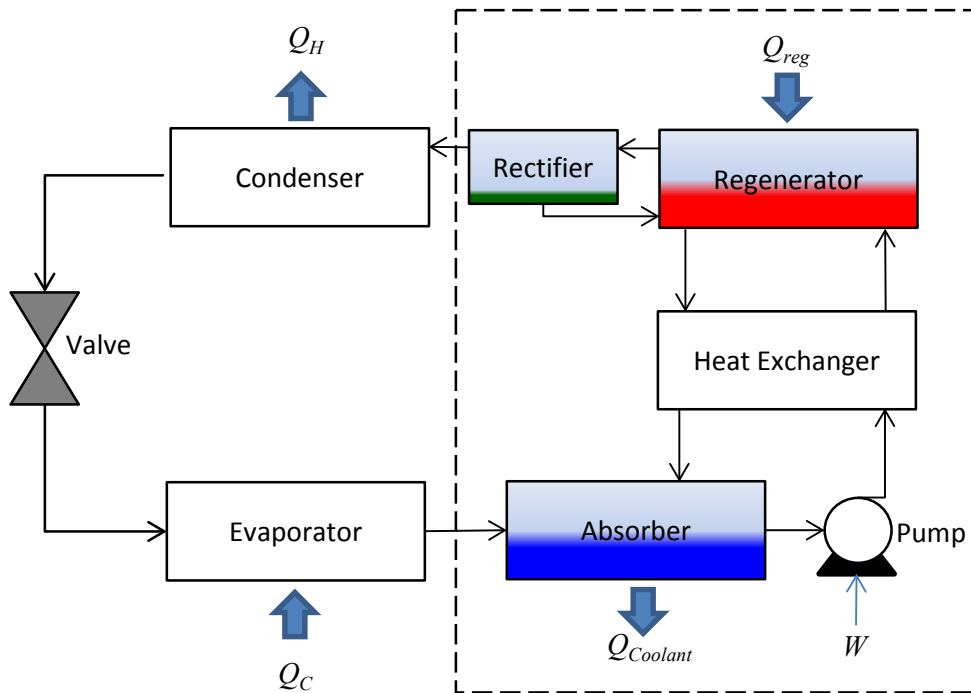 Q_H
Q_reg
Condenser
Rectifier
Regenerator
Valve
Heat Exchanger
Evaporator
Absorber
Pump
Q_C
Q_Coolant
W